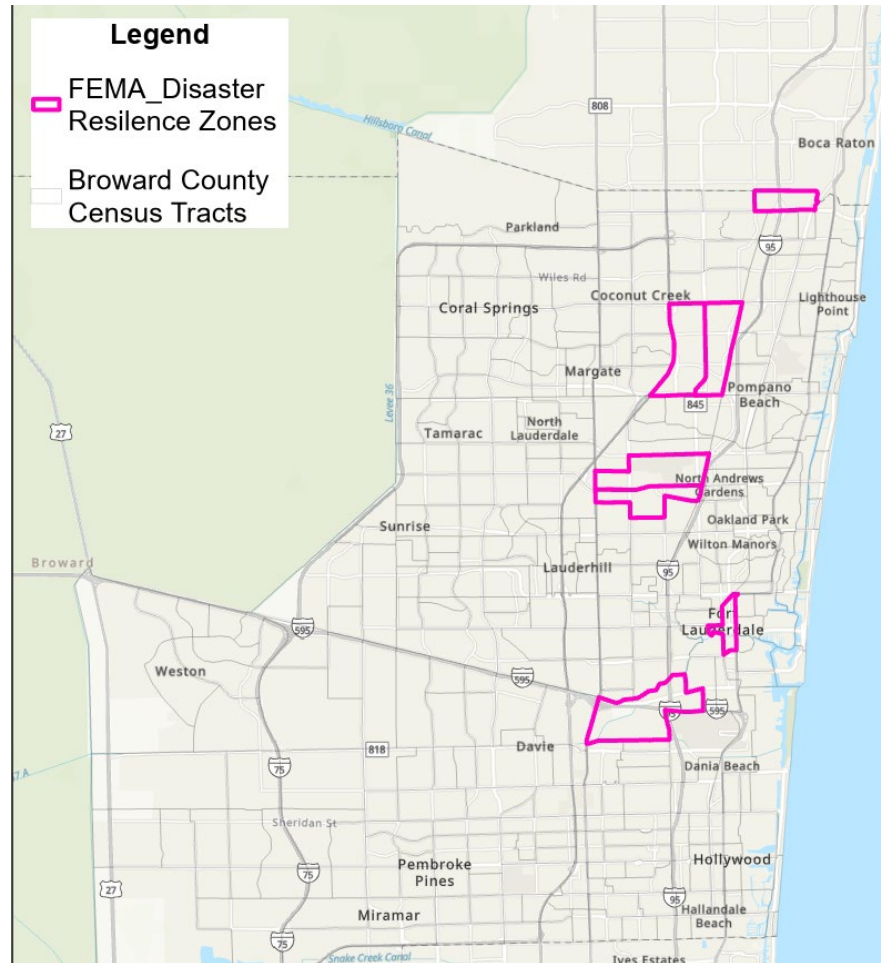 Legend
FEMA_Disaster
Resilence Zones
Broward County
Census Tracts
808
Hillsboro Canal
Boca Raton
Parkland
95
Wiles Rd
Coconut Creek
Coral Springs
Lighthouse
Point
Margate
Levee 36
Pompano
Beach
845
27
Tamarac
North
Lauderdale
North Andrews
Gardens
Sunrise
Oakland Park
Wilton Manors
Broward
Lauderhill
95
595
Fort
Lauderdale
Weston
595
95
595
Davie
818
75
Dania Beach
Sheridan St
Hollywood
Pembroke
Pines
75
27
95
Miramar
Hallandale
Beach
75
Snake Creek Canal
Ives Estates